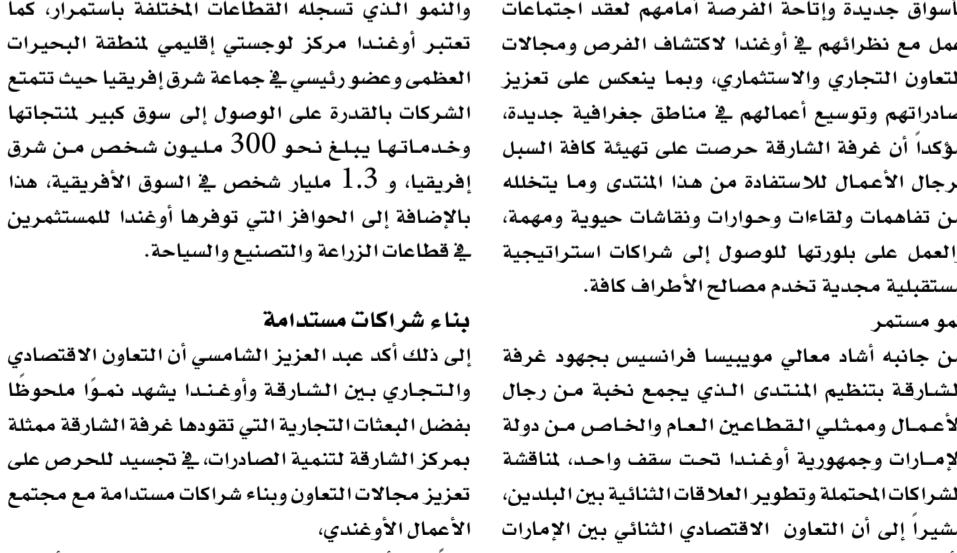 أسواق جديدة وإتاحة الفرصة أمامهم لعقد اجتماعات
عمل مع نظرائهم في أوغندا لاكتشاف الفرص ومجالات
لتعاون التجاري والاستثماري، وبما ينعكس على تعزيز
صادراتهم وتوسيع أعمالهم في مناطق جغرافية جديدة،
مؤكداً أن غرفة الشارقة حرصت على تهيئة كافة السبل
لرجال الأعمال للاستفادة من هذا المنتدى وما يتخلله
من تفاهمات ولقاءات وحوارات ونقاشات حيوية ومهمة،
والعمل على بلورتها للوصول إلى شراكات استراتيجية
مستقبلية مجدية تخدم مصالح الأطراف كافة.
نمو مستمر
من جانبه أشاد معالي موييسا فرانسيس بجهود غرفة
لشارقة بتنظيم المنتدى الذي يجمع نخبة من رجال
لأعمال وممثلي القطاعين العام والخاص من دولة
لإمارات وجمهورية أوغندا تحت سقف واحد، لمناقشة
لشراكات المحتملة وتطوير العلاقات الثنائية بين البلدين،
مشيراً إلى أن التعاون الاقتصادي الثنائي بين الإمارات
والنمو الذي تسجله القطاعات المختلفة باستمرار، كما
تعتبر أوغندا مركز لوجستي إقليمي لمنطقة البحيرات
العظمى وعضو رئيسي في جماعة شرق إفريقيا حيث تتمتع
الشركات بالقدرة على الوصول إلى سوق كبير لمنتجاتها
وخدماتها يبلغ نحو 300 مليون شخص من شرق
إفريقيا، و 1.3 مليار شخص في السوق الأفريقية، هذا
بالإضافة إلى الحوافز التي توفرها أوغندا للمستثمرين
في قطاعات الزراعة والتصنيع والسياحة.
بناء شراكات مستدامة
إلى ذلك أكد عبد العزيز الشامسي أن التعاون الاقتصادي
والتجاري بين الشارقة وأوغندا يشهد نموًا ملحوظًا
بفضل البعثات التجارية التي تقودها غرفة الشارقة ممثلة
بمركز الشارقة لتنمية الصادرات، في تجسيد للحرص على
تعزيز مجالات التعاون وبناء شراكات مستدامة مع مجتمع
الأعمال الأوغندي،